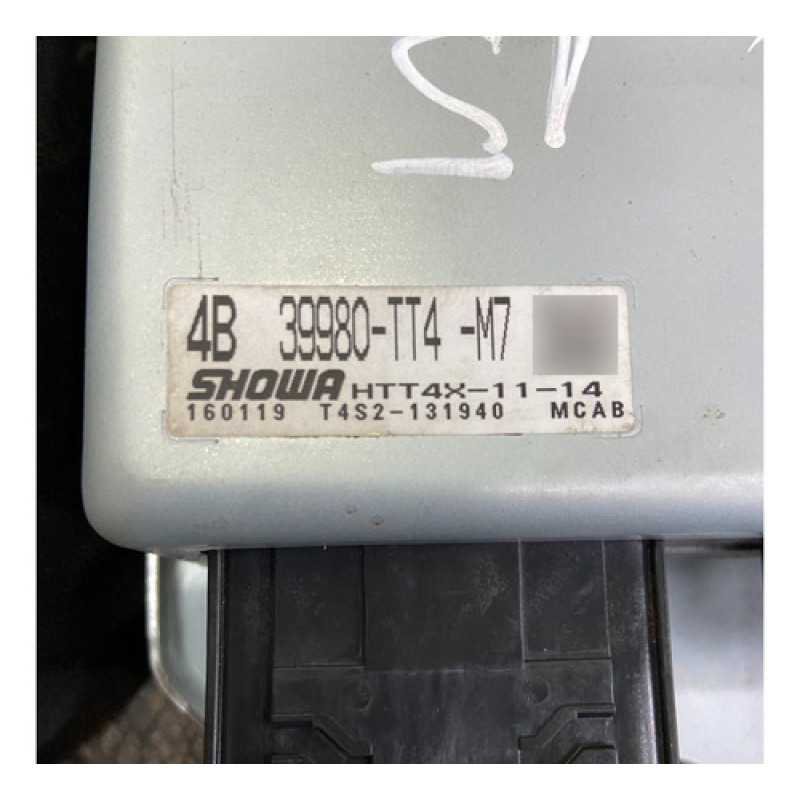 4B 39980-TT4 -M7
SHOWA HTT4X-11-14
160119 T4S2-131940 MCAB